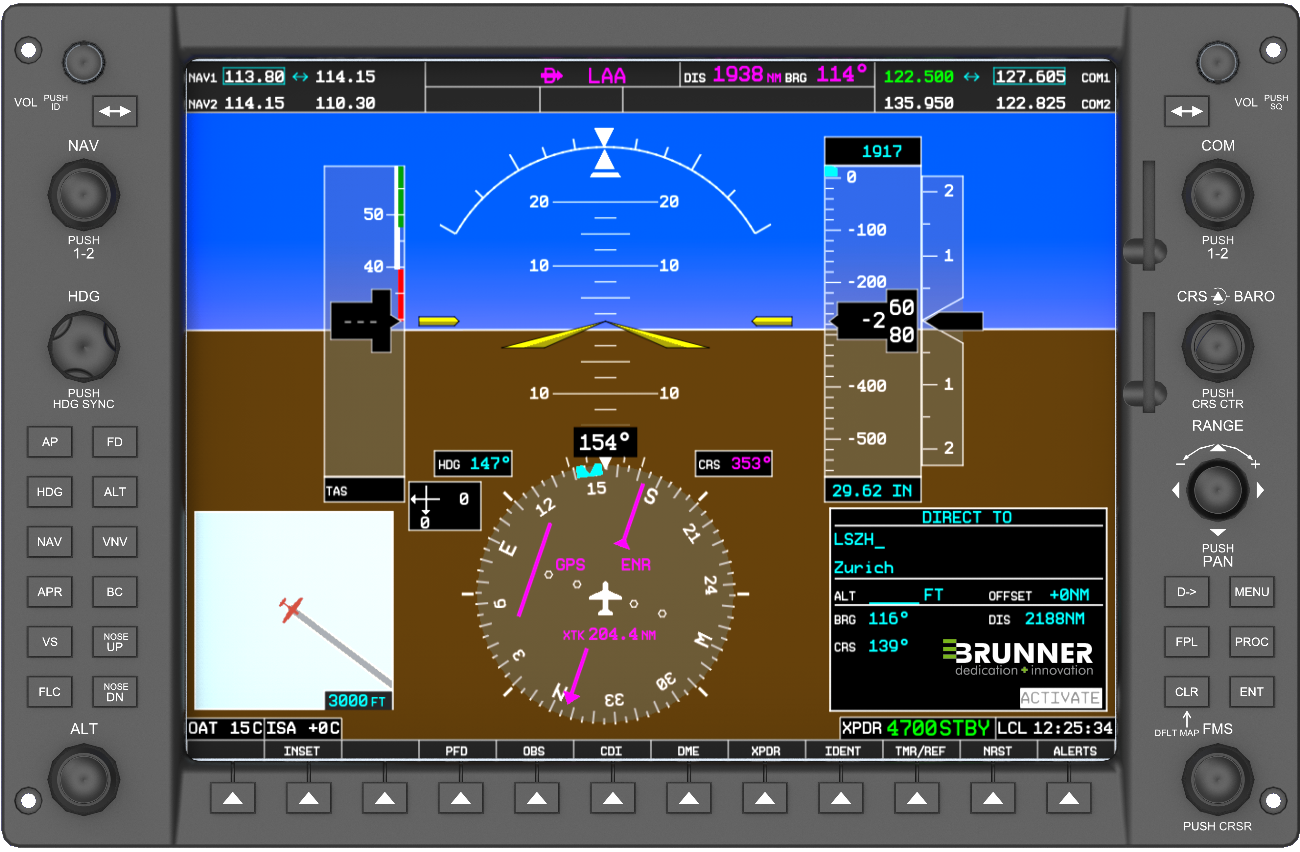 VOL PUSH ID
NAV
PUSH 1-2
HDG
PUSH HDG SYNC
AP FD
HDG ALT
NAV VNV
APR BC
VS NOSE UP
FLC NOSE DN
ALT
NAV1 113.80 ↔ 114.15
NAV2 114.15 110.30
D LAA
DIS 1938 NM BRG 114°
122.500 ↔ 127.605 COM1
135.950 122.825 COM2
50
40
---
TAS
20 20
10 10
10 10
1917
0
-100
-200
-2 60 80
-400
-500
29.62 IN
2
1
1
2
154°
HDG 147°
CRS 353°
0
0
15 S 21 24 W 30 33 N 3 6 E 12
GPS ENR
XTK 204.4 NM
3000 FT
DIRECT TO
LSZH_
Zurich
ALT _____ FT OFFSET +0NM
BRG 116° DIS 2188NM
CRS 139°
BRUNNER
dedication + innovation
ACTIVATE
OAT 15C ISA +0C
XPDR 4700 STBY LCL 12:25:34
INSET PFD OBS CDI DME XPDR IDENT TMR/REF NRST ALERTS
VOL PUSH SQ
COM
PUSH 1-2
CRS BARO
PUSH CRS CTR
RANGE
- +
PUSH PAN
D-> MENU
FPL PROC
CLR ENT
DFLT MAP FMS
PUSH CRSR